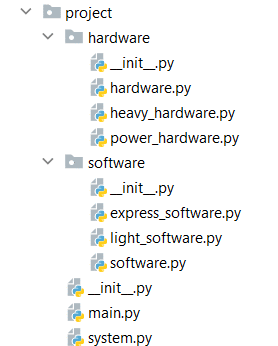 project
hardware
__init__.py
hardware.py
heavy_hardware.py
power_hardware.py
software
__init__.py
express_software.py
light_software.py
software.py
__init__.py
main.py
system.py